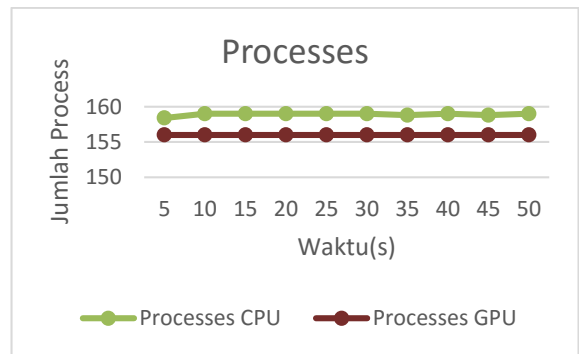 Processes
Jumlah Process
160
155
150
5 10 15 20 25 30 35 40 45 50
Waktu(s)
Processes CPU Processes GPU